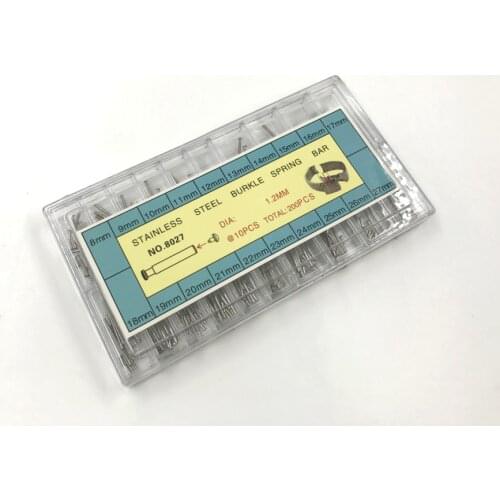 8mm 9mm 10mm 11mm 12mm 13mm 14mm 15mm 16mm 17mm
STAINLESS STEEL BURKLE SPRING BAR
NO.8027
DIA: 1.2MM
@10PCS TOTAL:200PCS
18mm 19mm 20mm 21mm 22mm 23mm 24mm 25mm 26mm 27mm